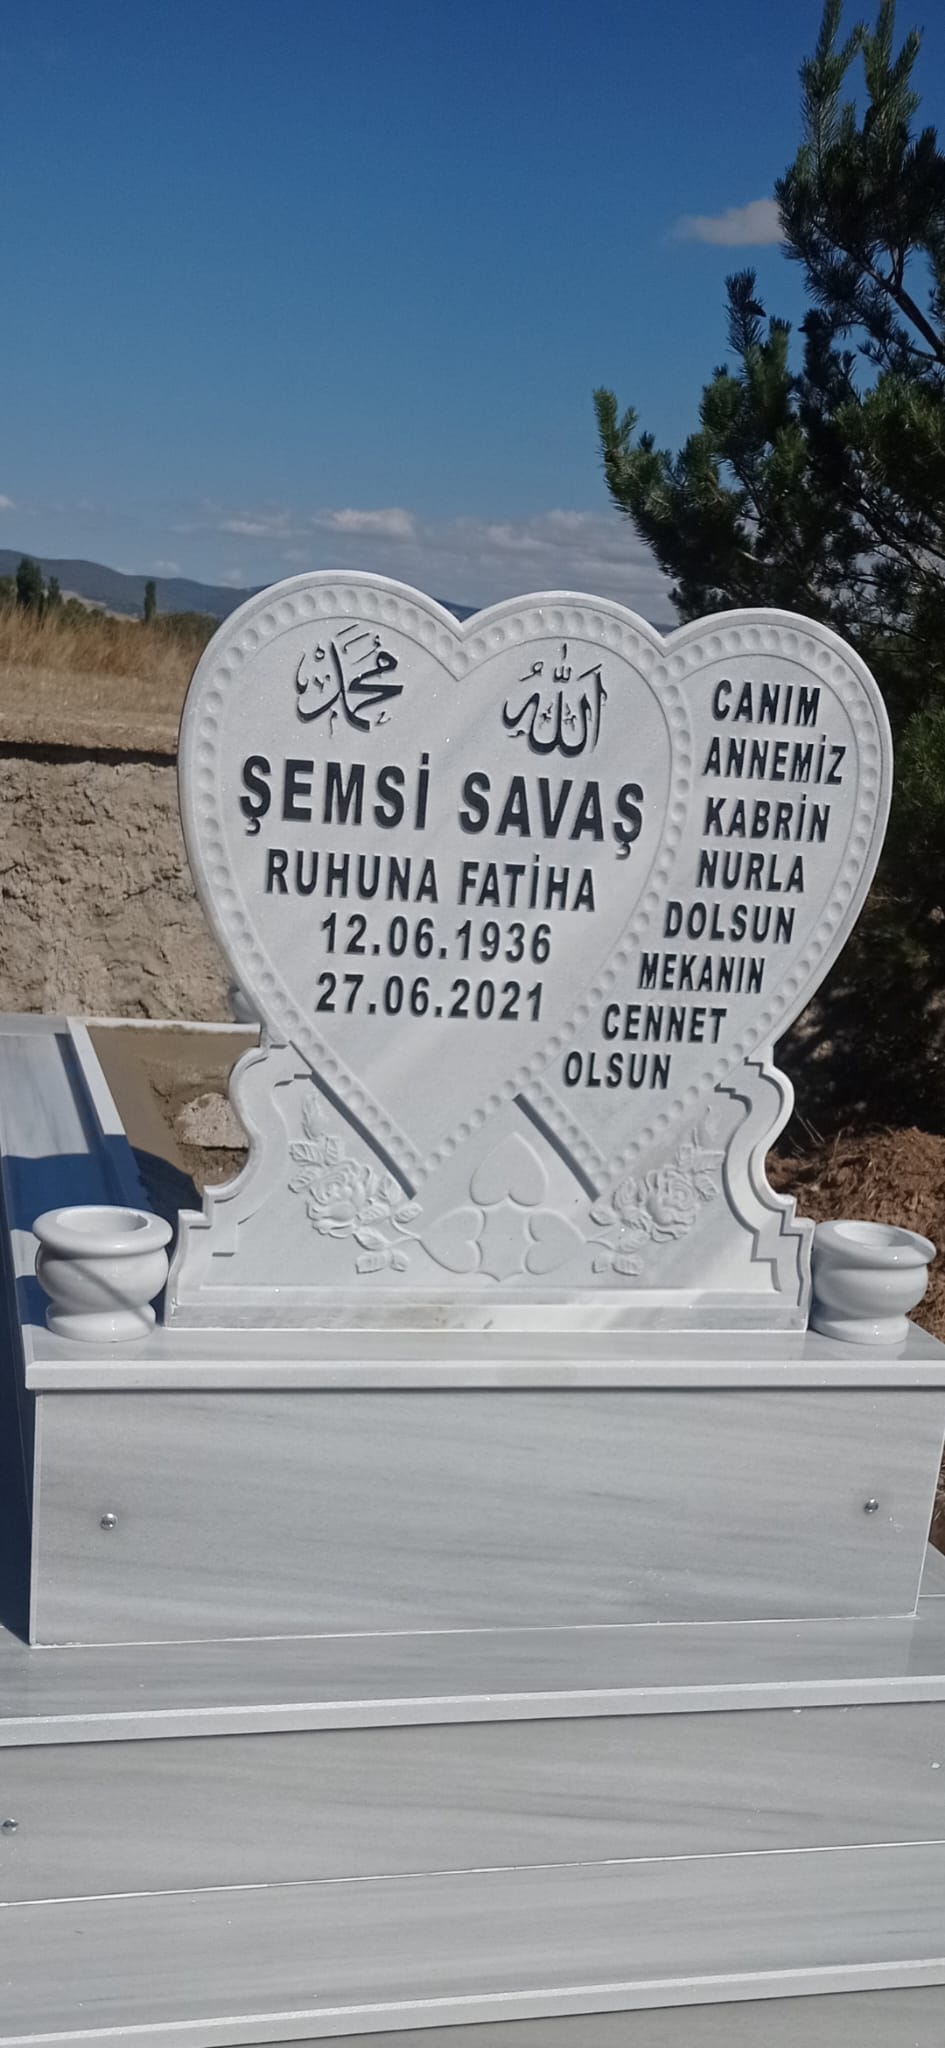 محمد
الله
ŞEMSİ SAVAŞ
RUHUNA FATİHA
12.06.1936
27.06.2021
CANIM
ANNEMİZ
KABRİN
NURLA
DOLSUN
MEKANIN
CENNET
OLSUN